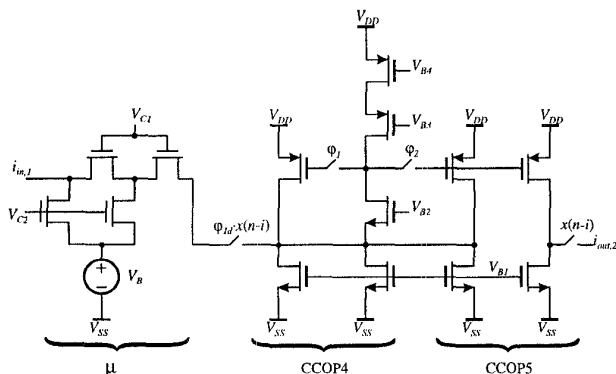 V_DD
V_B4
V_DD
V_B3
V_DD
V_DD
V_C1
φ_1
φ_2
i_in,1
V_C2
V_B2
φ_1d·x(n-i)
x(n-i)
i_out,2
V_B
V_B1
V_SS
V_SS
V_SS
V_SS
V_SS
μ
CCOP4
CCOP5